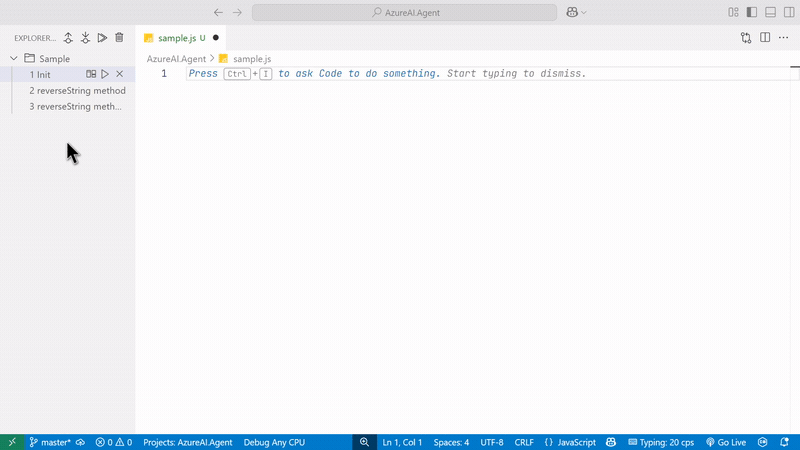 AzureAI.Agent
EXPLORER...
sample.js U
Sample
AzureAI.Agent > sample.js
1 Init
1 Press Ctrl+I to ask Code to do something. Start typing to dismiss.
2 reverseString method
3 reverseString meth...
master*
0 0
Projects: AzureAI.Agent
Debug Any CPU
Ln 1, Col 1
Spaces: 4
UTF-8
CRLF
{} JavaScript
Typing: 20 cps
Go Live